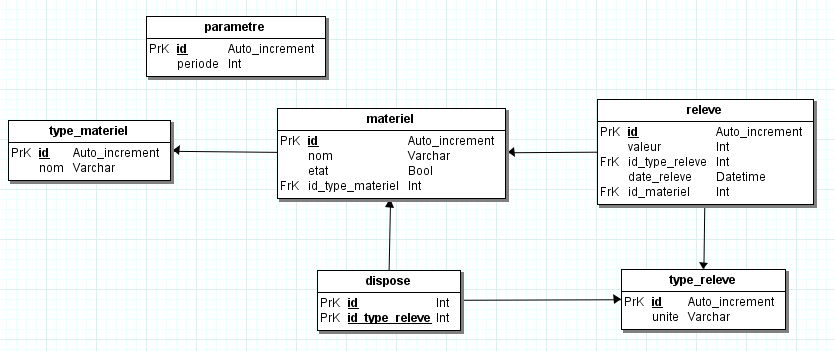 parametre
PrK id Auto_increment
periode Int
type_materiel
PrK id Auto_increment
nom Varchar
materiel
PrK id Auto_increment
nom Varchar
etat Bool
FrK id_type_materiel Int
releve
PrK id Auto_increment
valeur Int
FrK id_type_releve Int
date_releve Datetime
FrK id_materiel Int
dispose
PrK id Int
PrK id_type_releve Int
type_releve
PrK id Auto_increment
unite Varchar